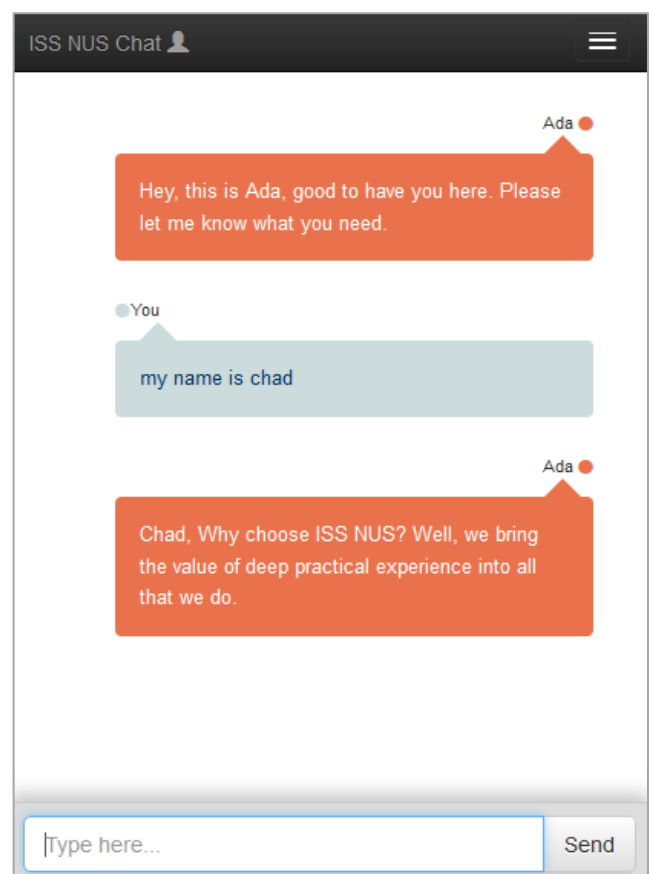 ISS NUS Chat
Ada
Hey, this is Ada, good to have you here. Please
let me know what you need.
You
my name is chad
Ada
Chad, Why choose ISS NUS? Well, we bring
the value of deep practical experience into all
that we do.
Type here...
Send